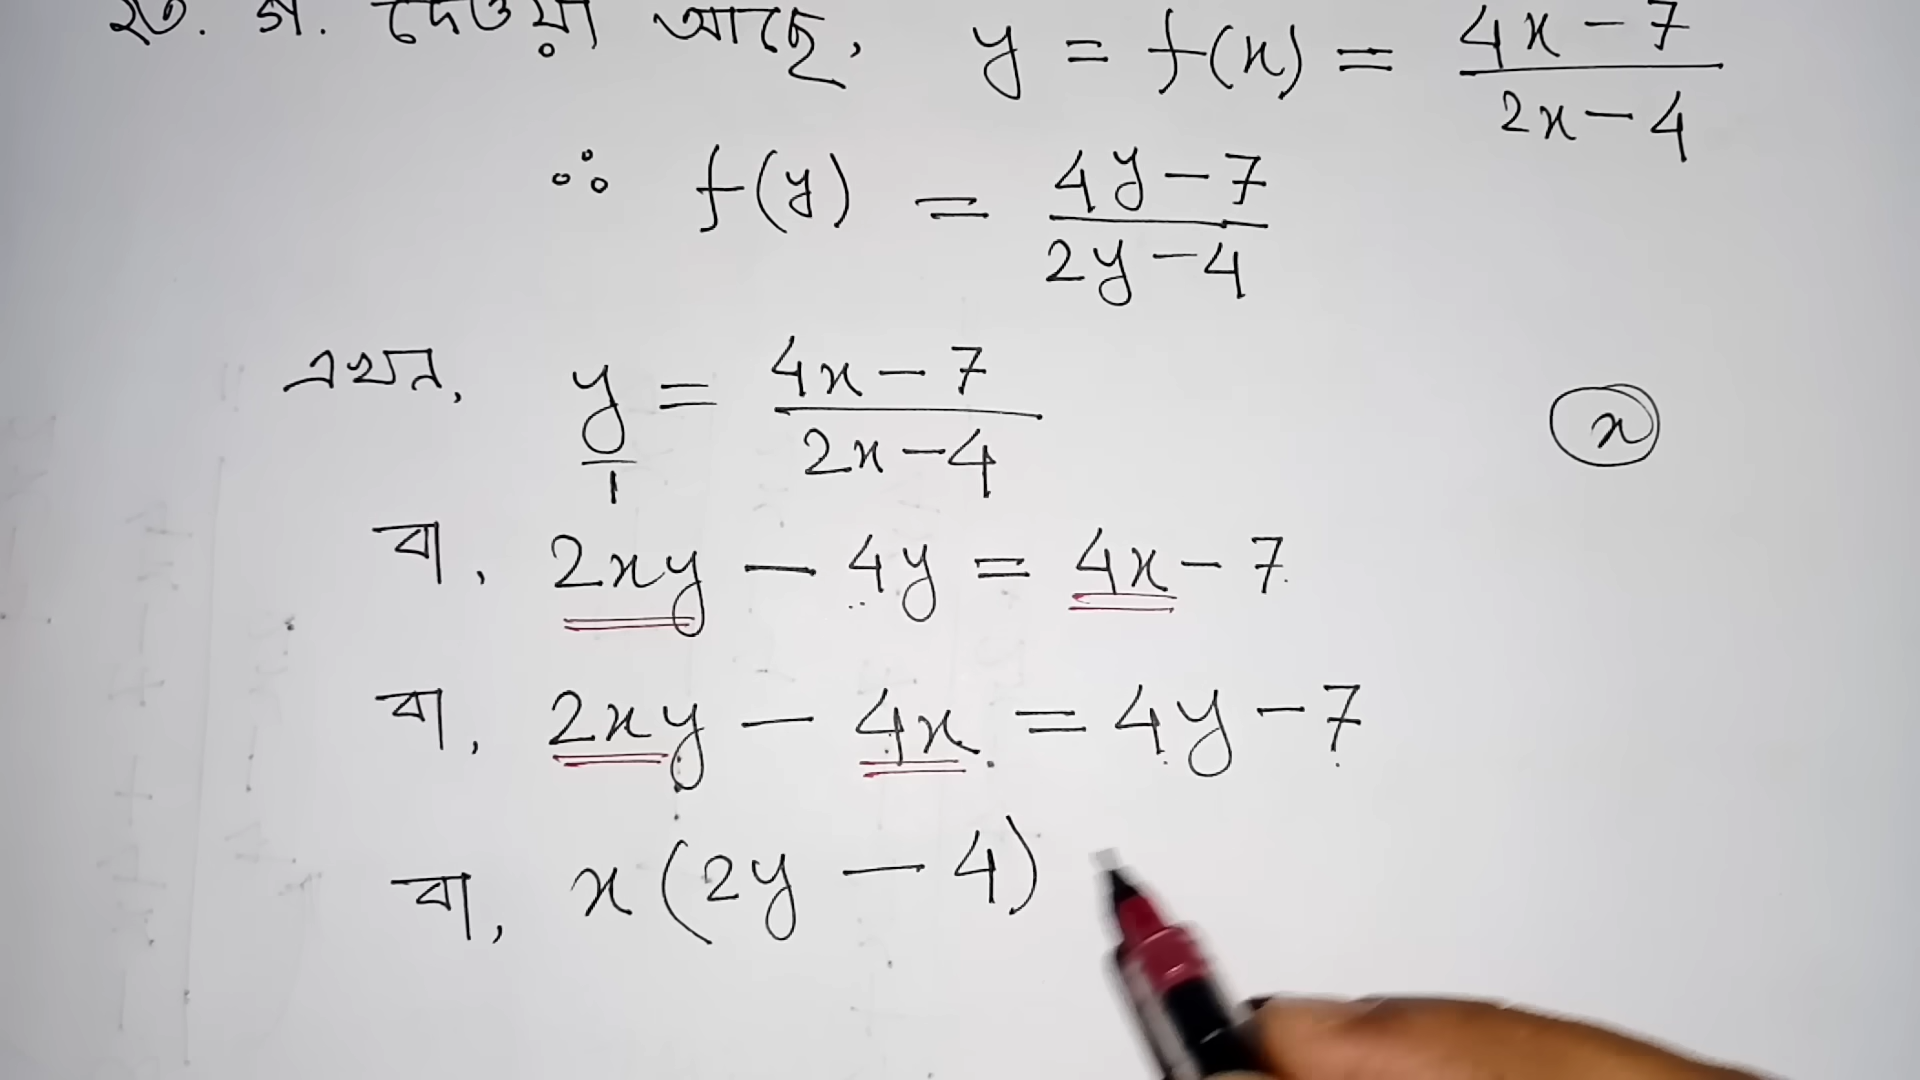 ২৩. গ. দেওয়া আছে, y = f(x) = (4x - 7)/(2x - 4)
∴ f(y) = (4y - 7)/(2y - 4)
এখন, y/1 = (4x - 7)/(2x - 4)
x
বা, 2xy - 4y = 4x - 7
বা, 2xy - 4x = 4y - 7
বা, x(2y - 4)